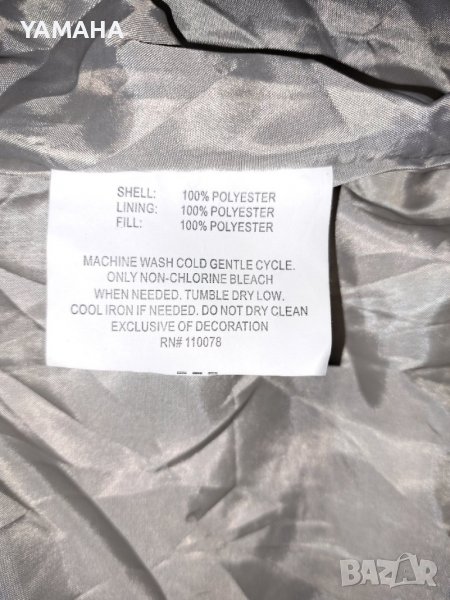 YAMAHA
SHELL: 100% POLYESTER
LINING: 100% POLYESTER
FILL: 100% POLYESTER
MACHINE WASH COLD GENTLE CYCLE.
ONLY NON-CHLORINE BLEACH
WHEN NEEDED. TUMBLE DRY LOW.
COOL IRON IF NEEDED. DO NOT DRY CLEAN
EXCLUSIVE OF DECORATION
RN# 110078
BAZAR